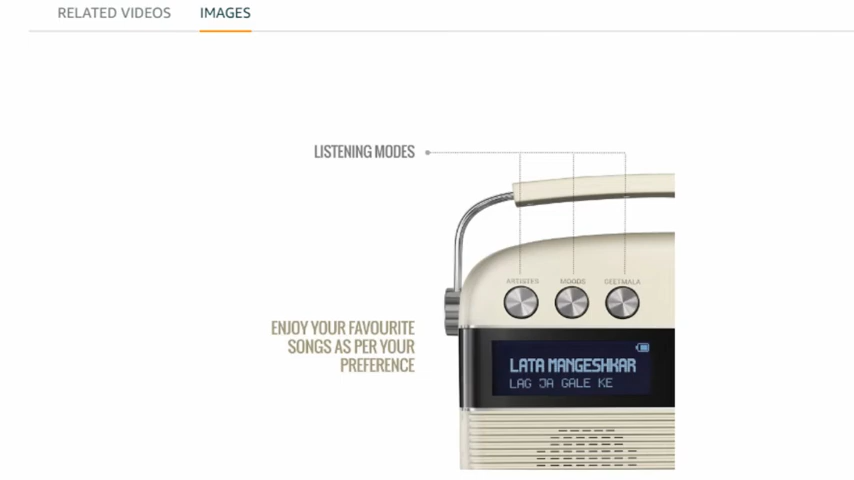 RELATED VIDEOS IMAGES
LISTENING MODES
ARTISTES MOODS GEETMALA
ENJOY YOUR FAVOURITE
SONGS AS PER YOUR
PREFERENCE
LATA MANGESHKAR
LAG JA GALE KE